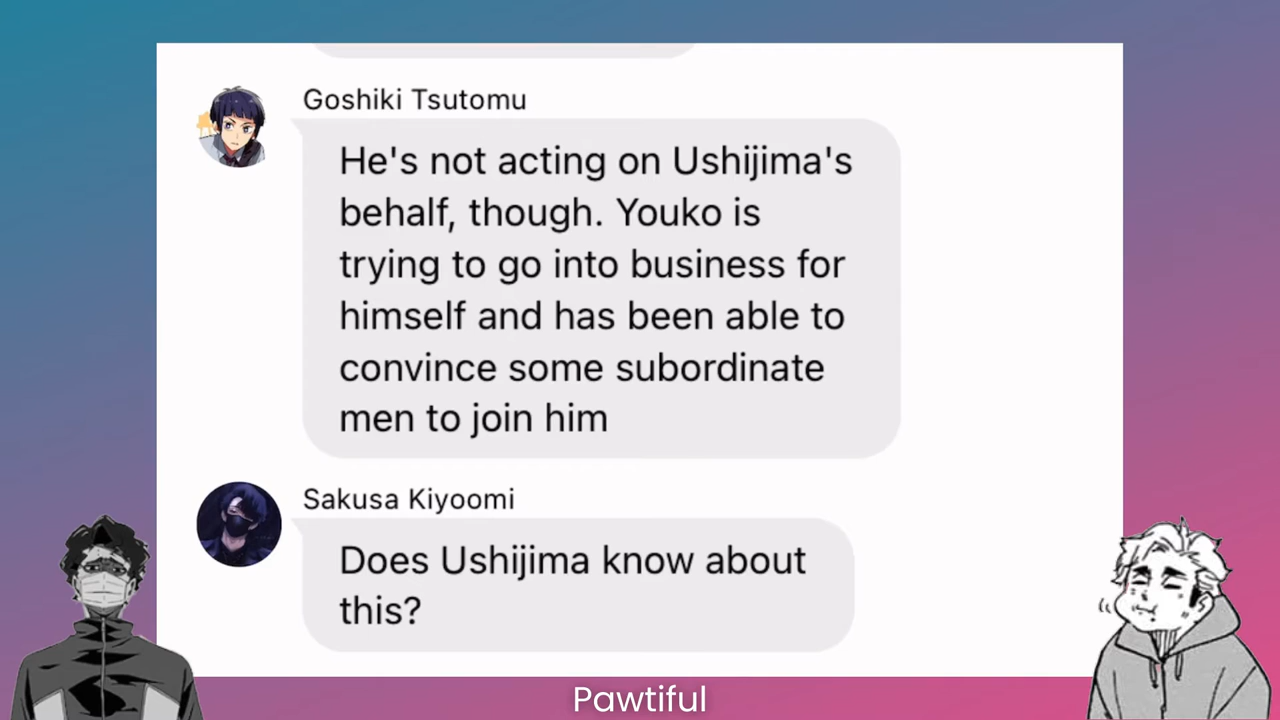 Goshiki Tsutomu
He's not acting on Ushijima's
behalf, though. Youko is
trying to go into business for
himself and has been able to
convince some subordinate
men to join him
Sakusa Kiyoomi
Does Ushijima know about
this?
Pawtiful